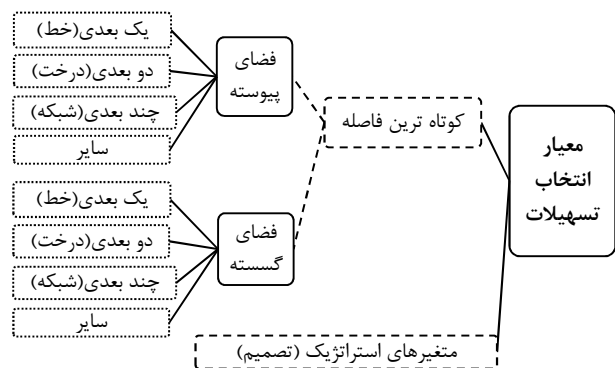 معیار
انتخاب
تسهیلات
کوتاه ترین فاصله
فضای
پیوسته
یک بعدی(خط)
دو بعدی(درخت)
چند بعدی(شبکه)
سایر
فضای
گسسته
یک بعدی(خط)
دو بعدی(درخت)
چند بعدی(شبکه)
سایر
متغیرهای استراتژیک (تصمیم)